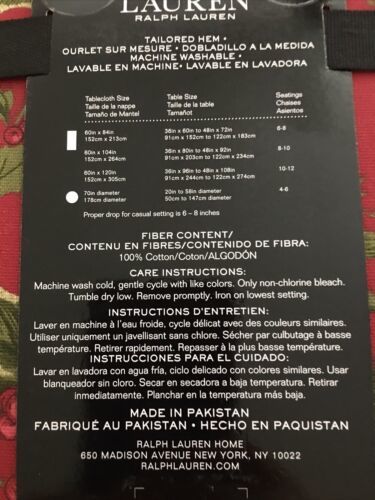 LAUREN
RALPH LAUREN
TAILORED HEM •
OURLET SUR MESURE • DOBLADILLO A LA MEDIDA
MACHINE WASHABLE •
LAVABLE EN MACHINE • LAVABLE EN LAVADORA
Tablecloth Size Table Size Seatings
Taille de la nappe Taille de la table Chaises
Tamaño de Mantel Tamañot Asientos
60in x 84in 36in x 60in to 48in x 72in 6-8
152cm x 213cm 91cm x 152cm to 122cm x 183cm
60in x 104in 36in x 80in to 48in x 92in 8-10
152cm x 264cm 91cm x 203cm to 122cm x 234cm
60in x 120in 36in x 96in to 48in x 108in 10-12
152cm x 305cm 91cm x 244cm to 122cm x 274cm
70in diameter 20in to 58in diameter 4-6
178cm diameter 50cm to 147cm diameter
Proper drop for casual setting is 6 – 8 inches
FIBER CONTENT/
CONTENU EN FIBRES/CONTENIDO DE FIBRA:
100% Cotton/Coton/ALGODÓN
CARE INSTRUCTIONS:
Machine wash cold, gentle cycle with like colors. Only non-chlorine bleach.
Tumble dry low. Remove promptly. Iron on lowest setting.
INSTRUCTIONS D'ENTRETIEN:
Laver en machine à l'eau froide, cycle délicat avec des couleurs similaires.
Utiliser uniquement un javellisant sans chlore. Sécher par culbutage à basse
température. Retirer rapidement. Repasser à la plus basse température.
INSTRUCCIONES PARA EL CUIDADO:
Lavar en lavadora con agua fría, ciclo delicado con colores similares. Usar
blanqueador sin cloro. Secar en secadora a baja temperatura. Retirar
inmediatamente. Planchar en la temperatura más baja.
MADE IN PAKISTAN
FABRIQUÉ AU PAKISTAN • HECHO EN PAQUISTAN
RALPH LAUREN HOME
650 MADISON AVENUE NEW YORK, NY 10022
RALPHLAUREN.COM